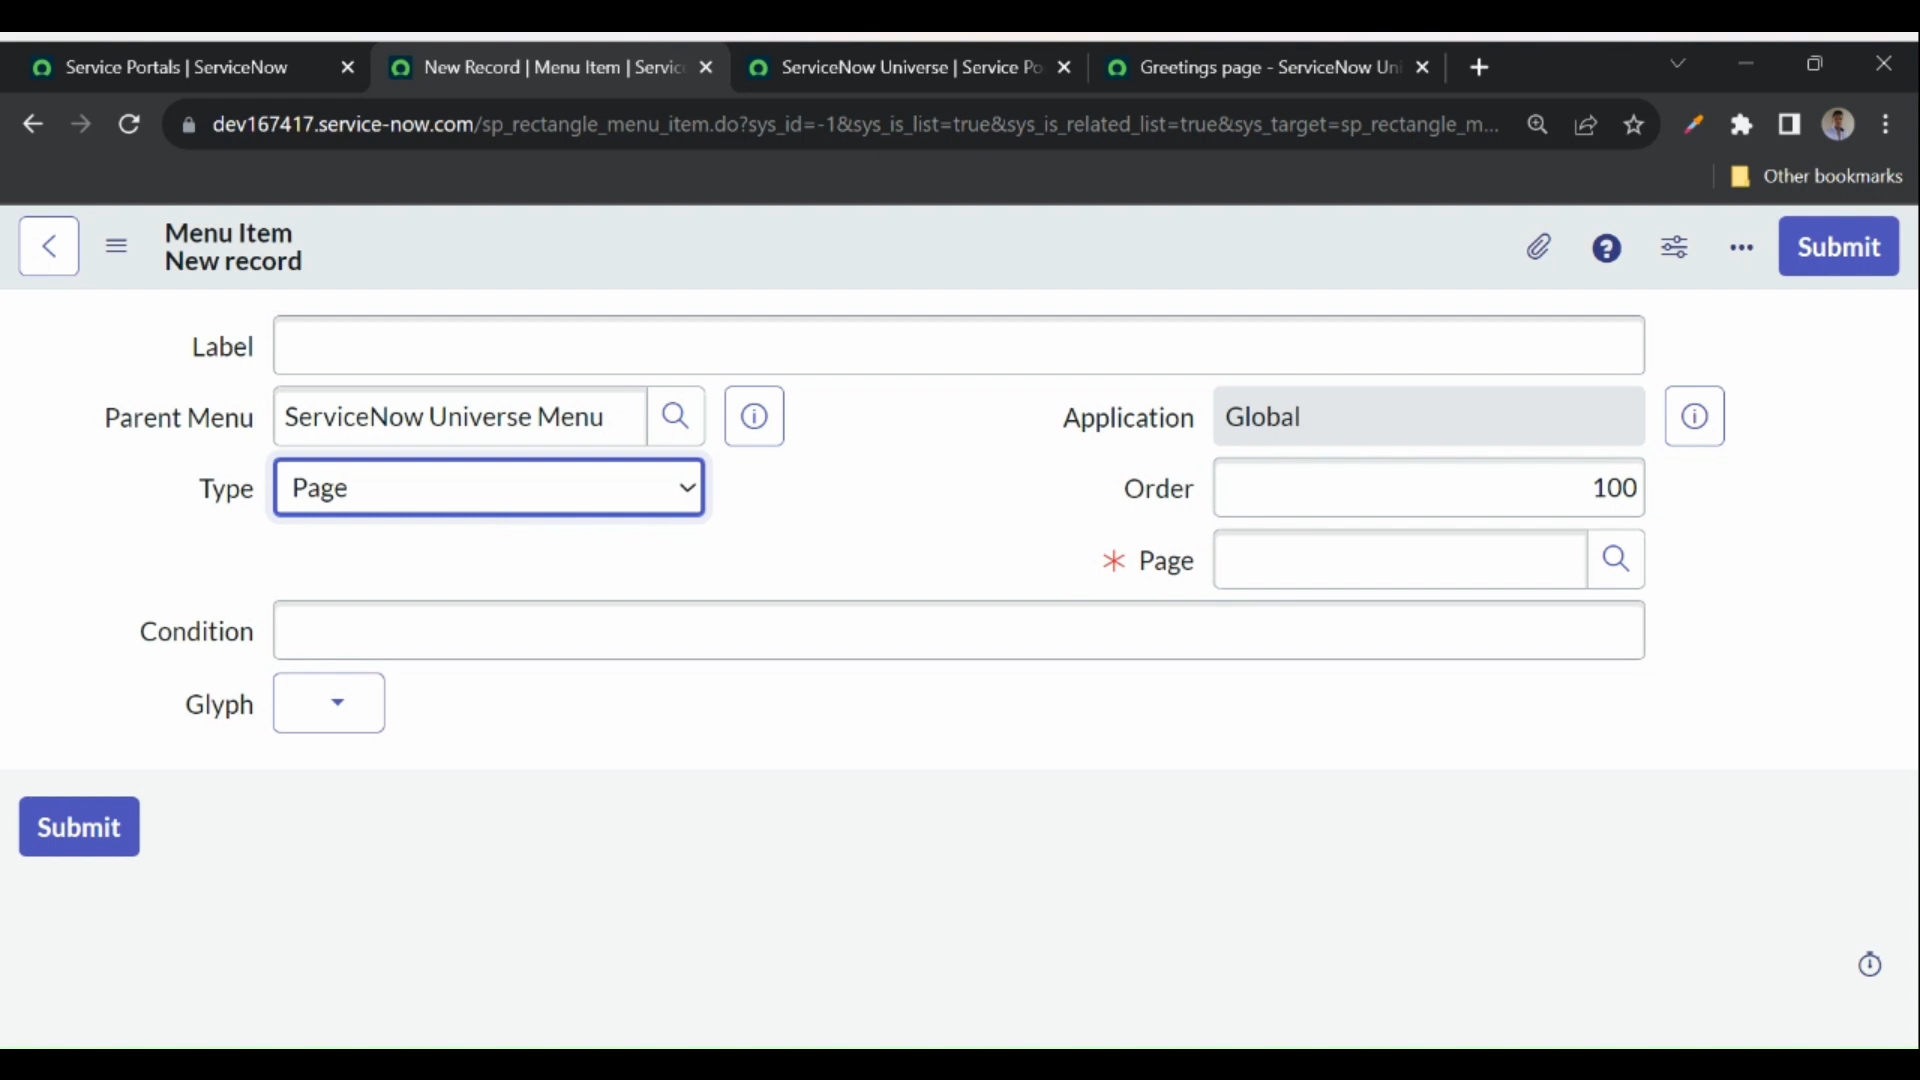 Service Portals | ServiceNow
New Record | Menu Item | Servic
ServiceNow Universe | Service Po
Greetings page - ServiceNow Uni
dev167417.service-now.com/sp_rectangle_menu_item.do?sys_id=-1&sys_is_list=true&sys_is_related_list=true&sys_target=sp_rectangle_m...
Other bookmarks
Menu Item
New record
Submit
Label
Parent Menu ServiceNow Universe Menu
Application Global
Type Page
Order 100
* Page
Condition
Glyph
Submit